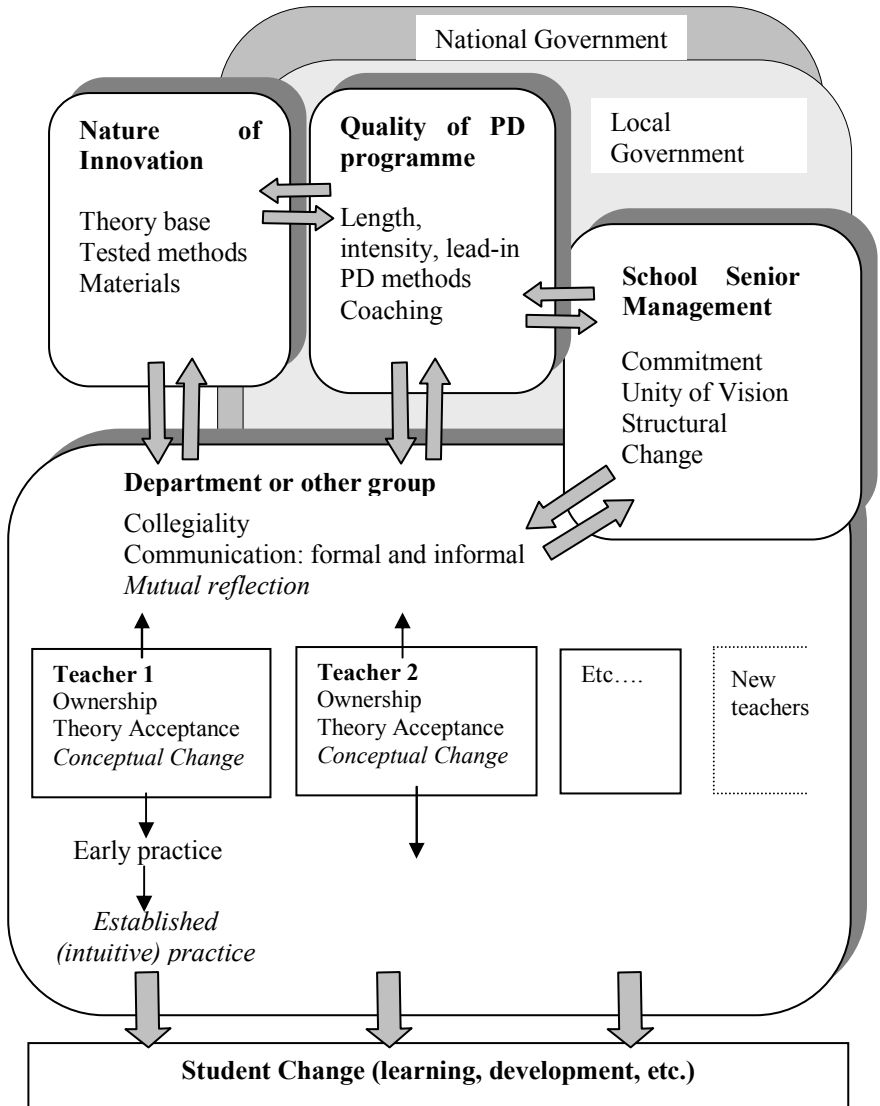 National Government
Local
Government
Nature of
Innovation
Theory base
Tested methods
Materials
Quality of PD
programme
Length,
intensity, lead-in
PD methods
Coaching
School Senior
Management
Commitment
Unity of Vision
Structural
Change
Department or other group
Collegiality
Communication: formal and informal
Mutual reflection
Teacher 1
Ownership
Theory Acceptance
Conceptual Change
Teacher 2
Ownership
Theory Acceptance
Conceptual Change
Etc….
New
teachers
Early practice
Established
(intuitive) practice
Student Change (learning, development, etc.)